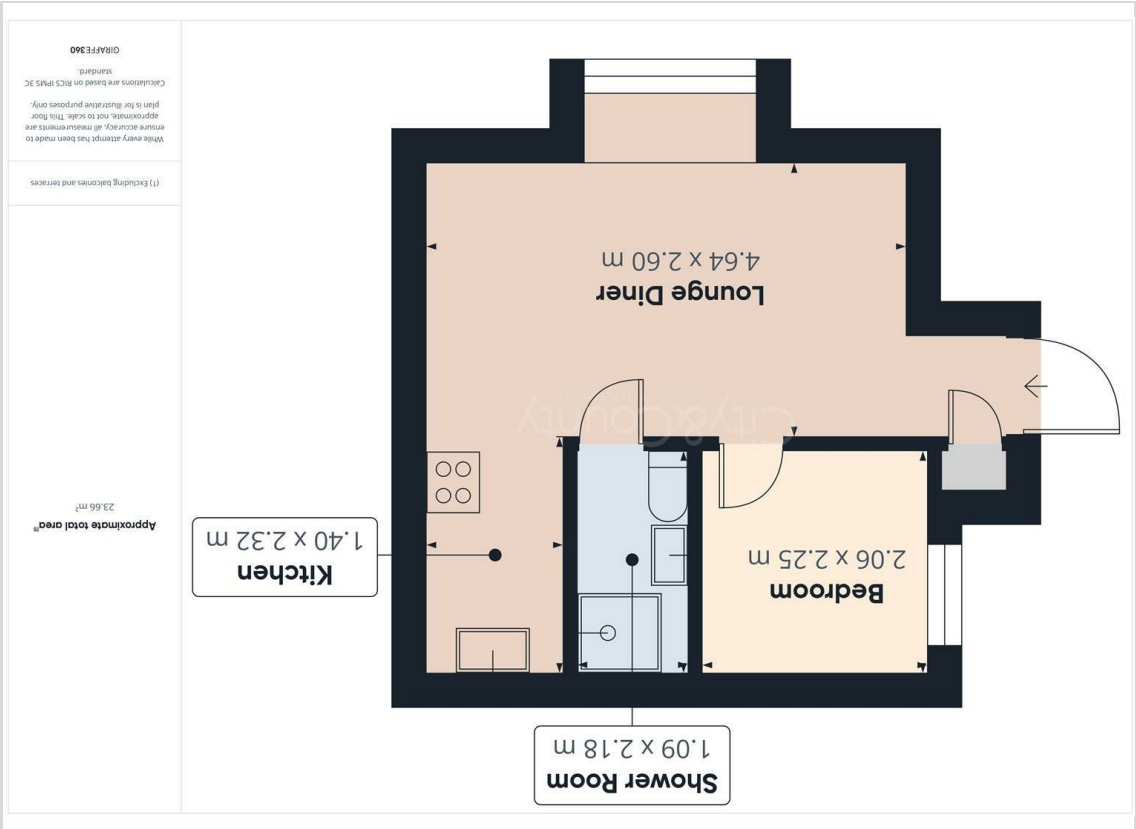 Shower Room
1.09 x 2.18 m
Bedroom
2.06 x 2.25 m
Kitchen
1.40 x 2.32 m
City&County
Lounge Diner
4.64 x 2.60 m
Approximate total area⁽¹⁾
23.66 m²
(1) Excluding balconies and terraces
While every attempt has been made to
ensure accuracy, all measurements are
approximate, not to scale. This floor
plan is for illustrative purposes only.
Calculations are based on RICS IPMS 3C
standard.
GIRAFFE360